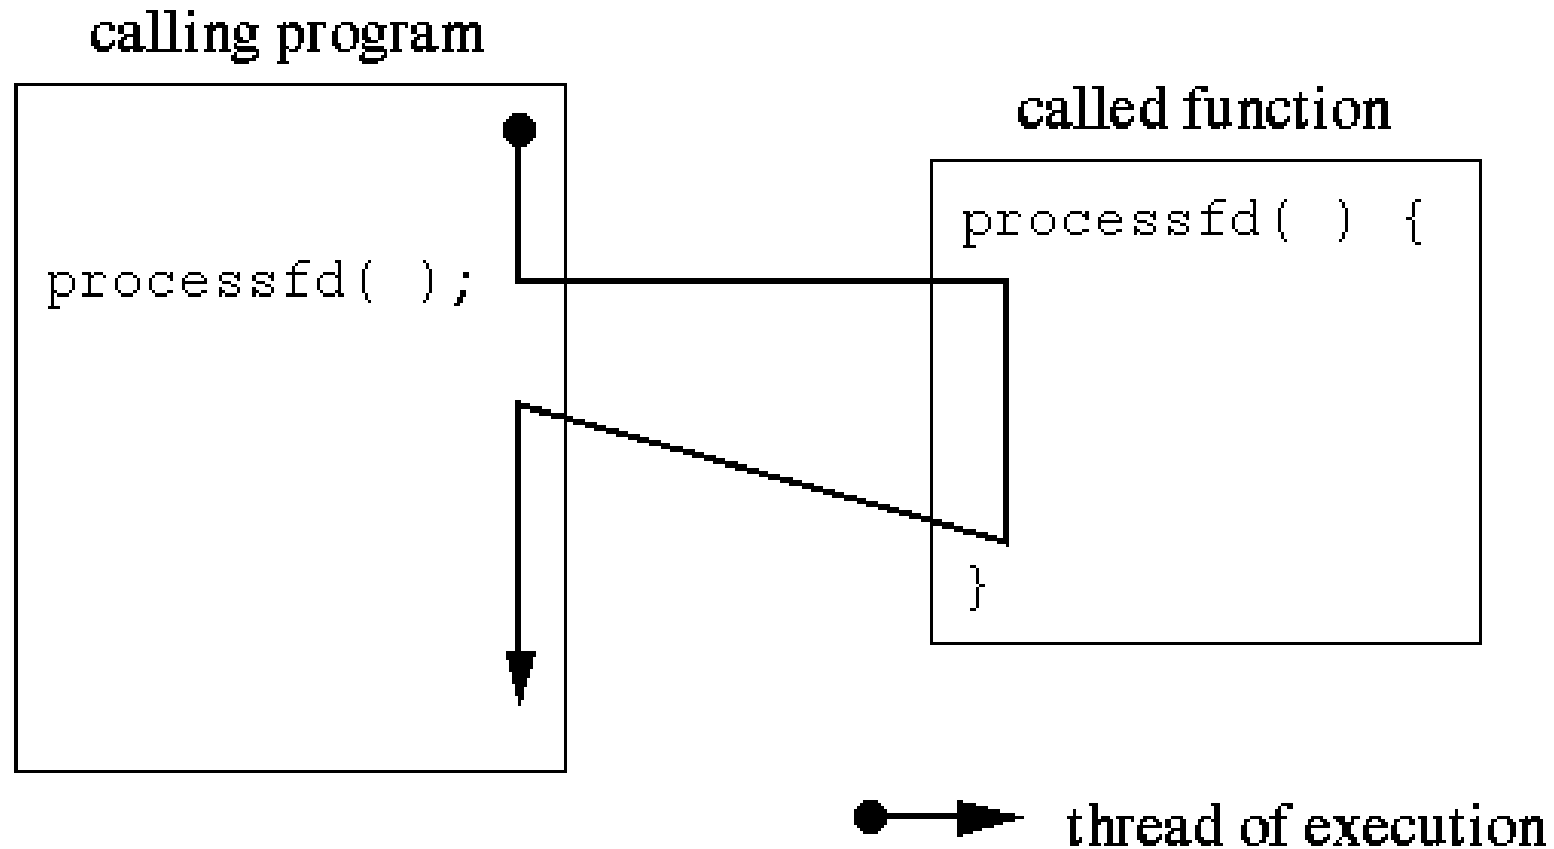 calling program
called function
processfd( ) {
processfd( );
}
thread of execution